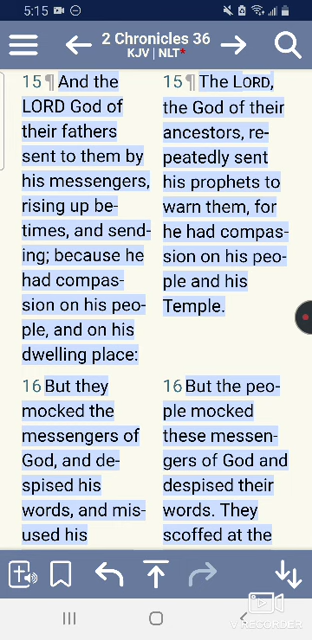 5:15
2 Chronicles 36
KJV | NLT*
15 ¶ And the
LORD God of
their fathers
sent to them by
his messengers,
rising up be-
times, and send-
ing; because he
had compas-
sion on his peo-
ple, and on his
dwelling place:
16 But they
mocked the
messengers of
God, and de-
spised his
words, and mis-
used his
15 ¶ The LORD,
the God of their
ancestors, re-
peatedly sent
his prophets to
warn them, for
he had compas-
sion on his peo-
ple and his
Temple.
16 But the peo-
ple mocked
these messen-
gers of God and
despised their
words. They
scoffed at the
V RECORDER